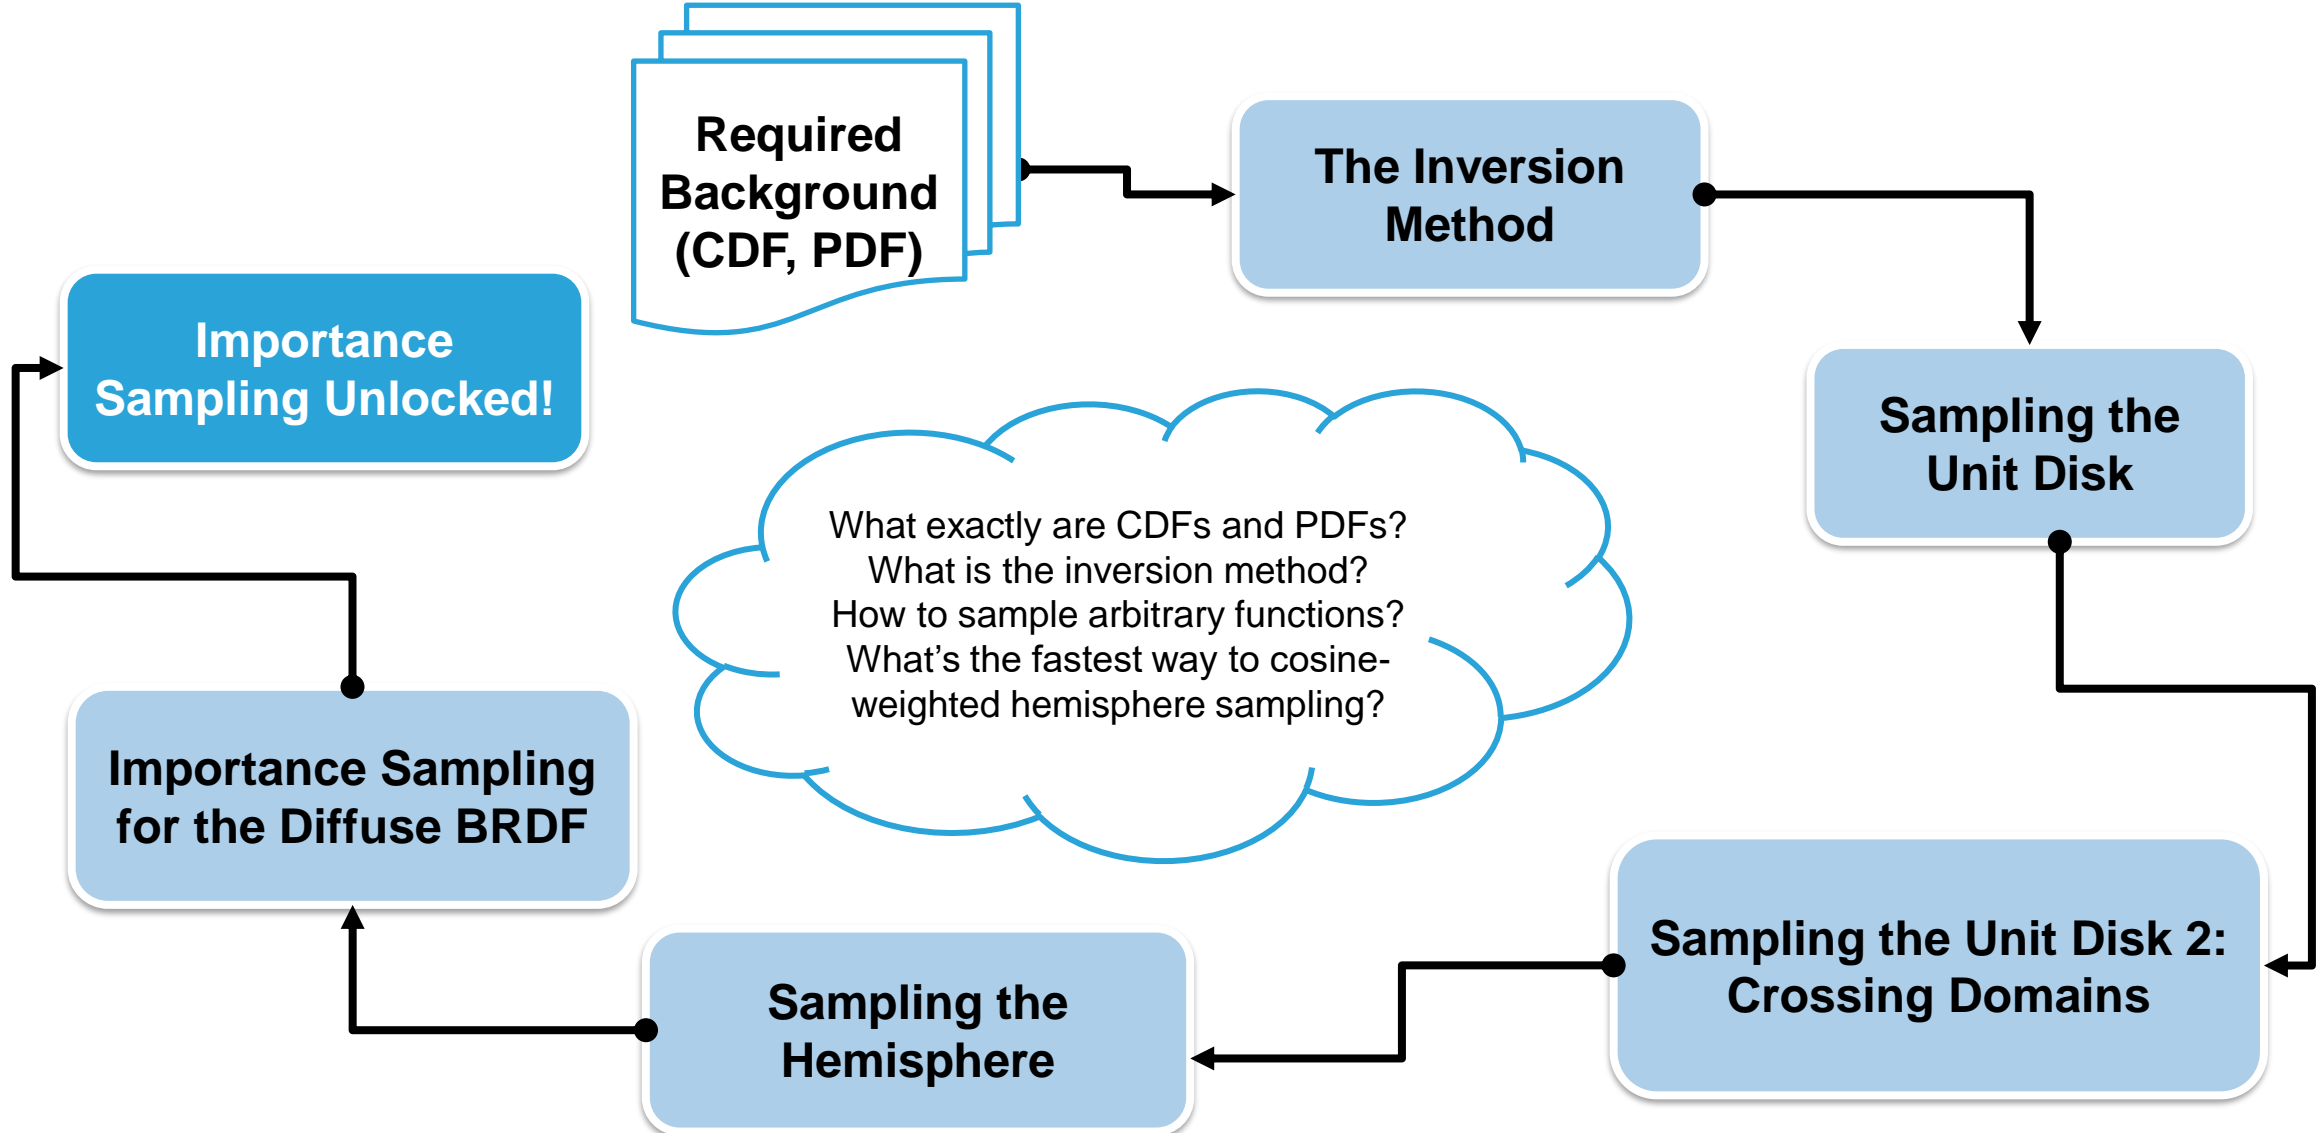 Required
Background
(CDF, PDF)
The Inversion
Method
Sampling the
Unit Disk
Sampling the Unit Disk 2:
Crossing Domains
Sampling the
Hemisphere
Importance Sampling
for the Diffuse BRDF
Importance
Sampling Unlocked!
What exactly are CDFs and PDFs?
What is the inversion method?
How to sample arbitrary functions?
What’s the fastest way to cosine-
weighted hemisphere sampling?